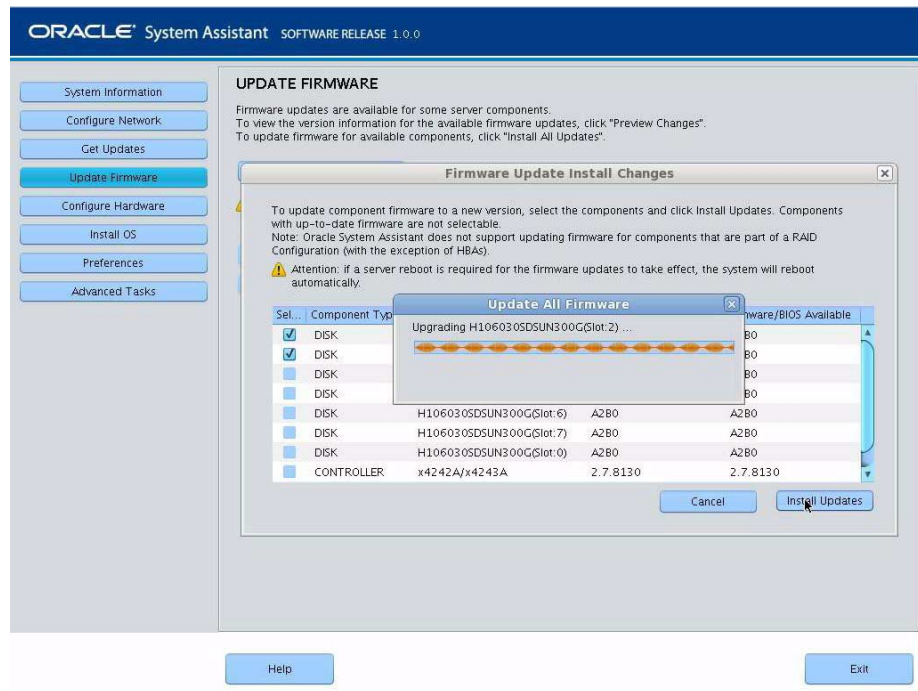 ORACLE System Assistant SOFTWARE RELEASE 1.0.0
System Information
Configure Network
Get Updates
Update Firmware
Configure Hardware
Install OS
Preferences
Advanced Tasks
UPDATE FIRMWARE
Firmware updates are available for some server components.
To view the version information for the available firmware updates, click "Preview Changes".
To update firmware for available components, click "Install All Updates".
Firmware Update Install Changes
To update component firmware to a new version, select the components and click Install Updates. Components
with up-to-date firmware are not selectable.
Note: Oracle System Assistant does not support updating firmware for components that are part of a RAID
Configuration (with the exception of HBAs).
Attention: if a server reboot is required for the firmware updates to take effect, the system will reboot
automatically.
Sel... Component Typ
DISK
DISK
DISK
DISK
Update All Firmware
Upgrading H106030SDSUN300G(Slot:2) ...
mware/BIOS Available
B0
B0
B0
B0
DISK H106030SDSUN300G(Slot:6) A2B0 A2B0
DISK H106030SDSUN300G(Slot:7) A2B0 A2B0
DISK H106030SDSUN300G(Slot:0) A2B0 A2B0
CONTROLLER x4242A/x4243A 2.7.8130 2.7.8130
Cancel Install Updates
Help Exit